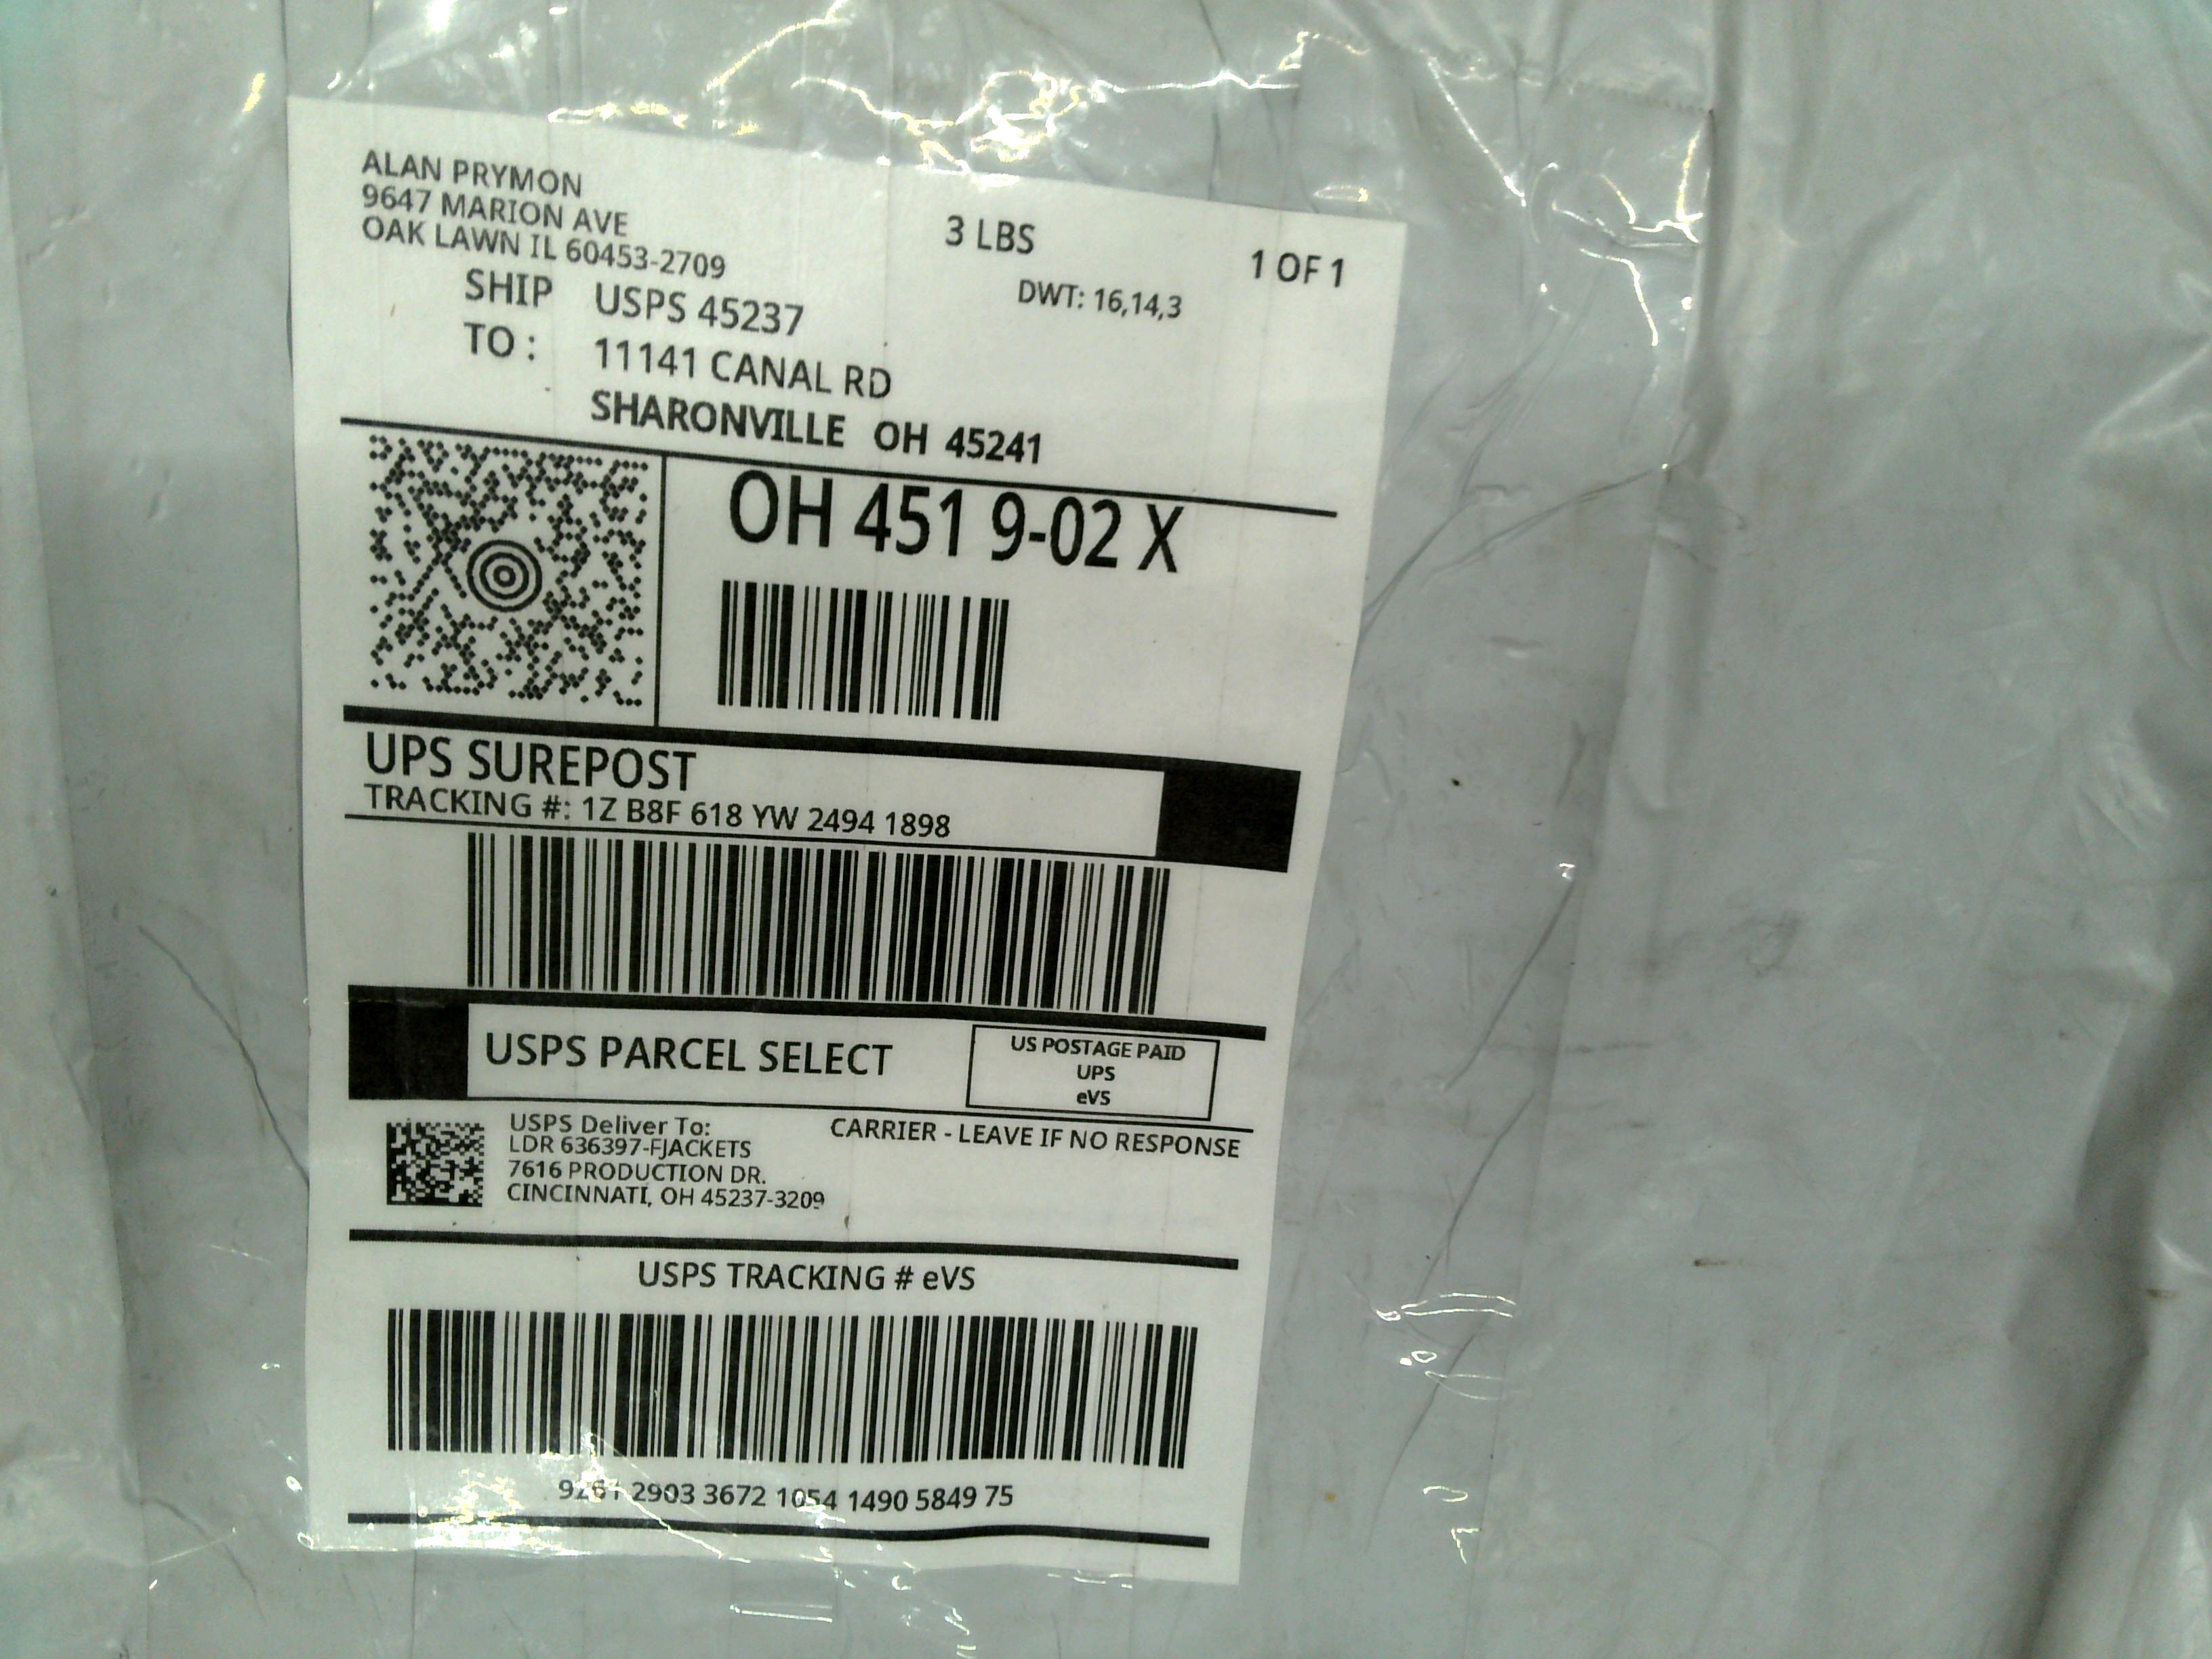 ALAN PRYMON
9647 MARION AVE
OAK LAWN IL 60453-2709
3 LBS
1 OF 1
DWT: 16,14,3
SHIP USPS 45237
TO : 11141 CANAL RD
SHARONVILLE OH 45241
OH 451 9-02 X
UPS SUREPOST
TRACKING #: 1Z B8F 618 YW 2494 1898
USPS PARCEL SELECT
US POSTAGE PAID
UPS
eVS
USPS Deliver To:
CARRIER - LEAVE IF NO RESPONSE
LDR 636397-FJACKETS
7616 PRODUCTION DR.
CINCINNATI, OH 45237-3209
USPS TRACKING # eVS
2903 3672 1054 1490 5849 75